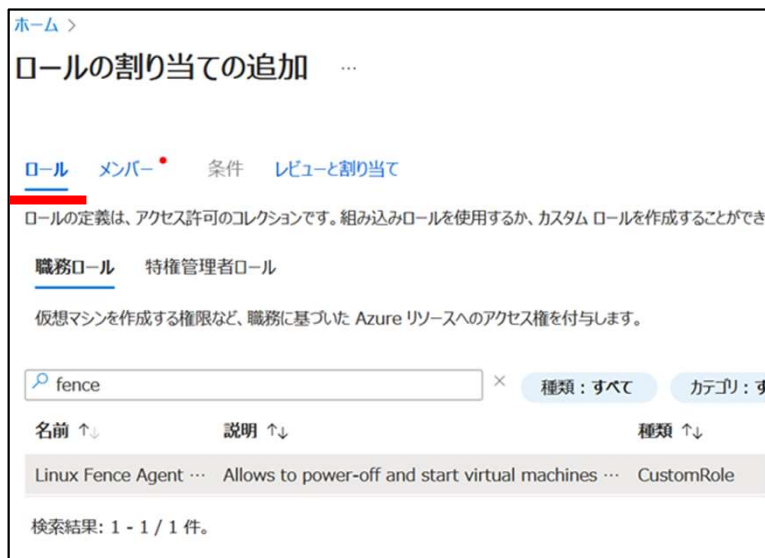 ホーム >
ロールの割り当ての追加 …
ロール メンバー 条件 レビューと割り当て
ロールの定義は、アクセス許可のコレクションです。組み込みロールを使用するか、カスタム ロールを作成することができ
職務ロール 特権管理者ロール
仮想マシンを作成する権限など、職務に基づいた Azure リソースへのアクセス権を付与します。
fence × 種類 : すべて カテゴリ : す
名前 ↑↓ 説明 ↑↓ 種類 ↑↓
Linux Fence Agent … Allows to power-off and start virtual machines … CustomRole
検索結果: 1 - 1 / 1 件。